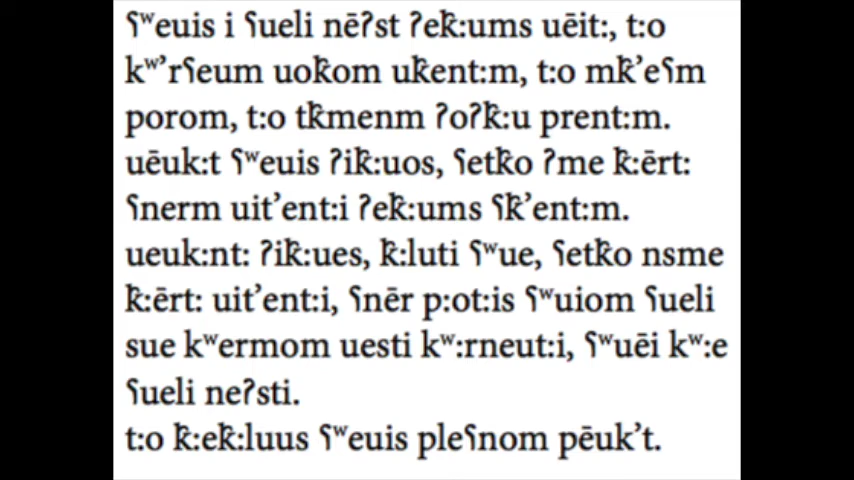 ʕʷeuis i ʕueli nēʔst ʔek̂:ums uēit:, t:o
kʷ’rʕeum uok̂om uk̂ent:m, t:o mk̂’eʕm
porom, t:o tk̂menm ʔoʔk̂:u prent:m.
uēuk:t ʕʷeuis ʔik̂:uos, ʕetk̂o ʔme k̂:ērt:
ʕnerm uit’ent:i ʔek̂:ums ʕk̂’ent:m.
ueuk:nt: ʔik̂:ues, k̂:luti ʕʷue, ʕetk̂o nsme
k̂:ērt: uit’ent:i, ʕnēr p:ot:is ʕʷuiom ʕueli
sue kʷermom uesti kʷ:rneut:i, ʕʷuēi kʷ:e
ʕueli neʔsti.
t:o k̂:ek̂:luus ʕʷeuis pleʕnom pēuk’t.